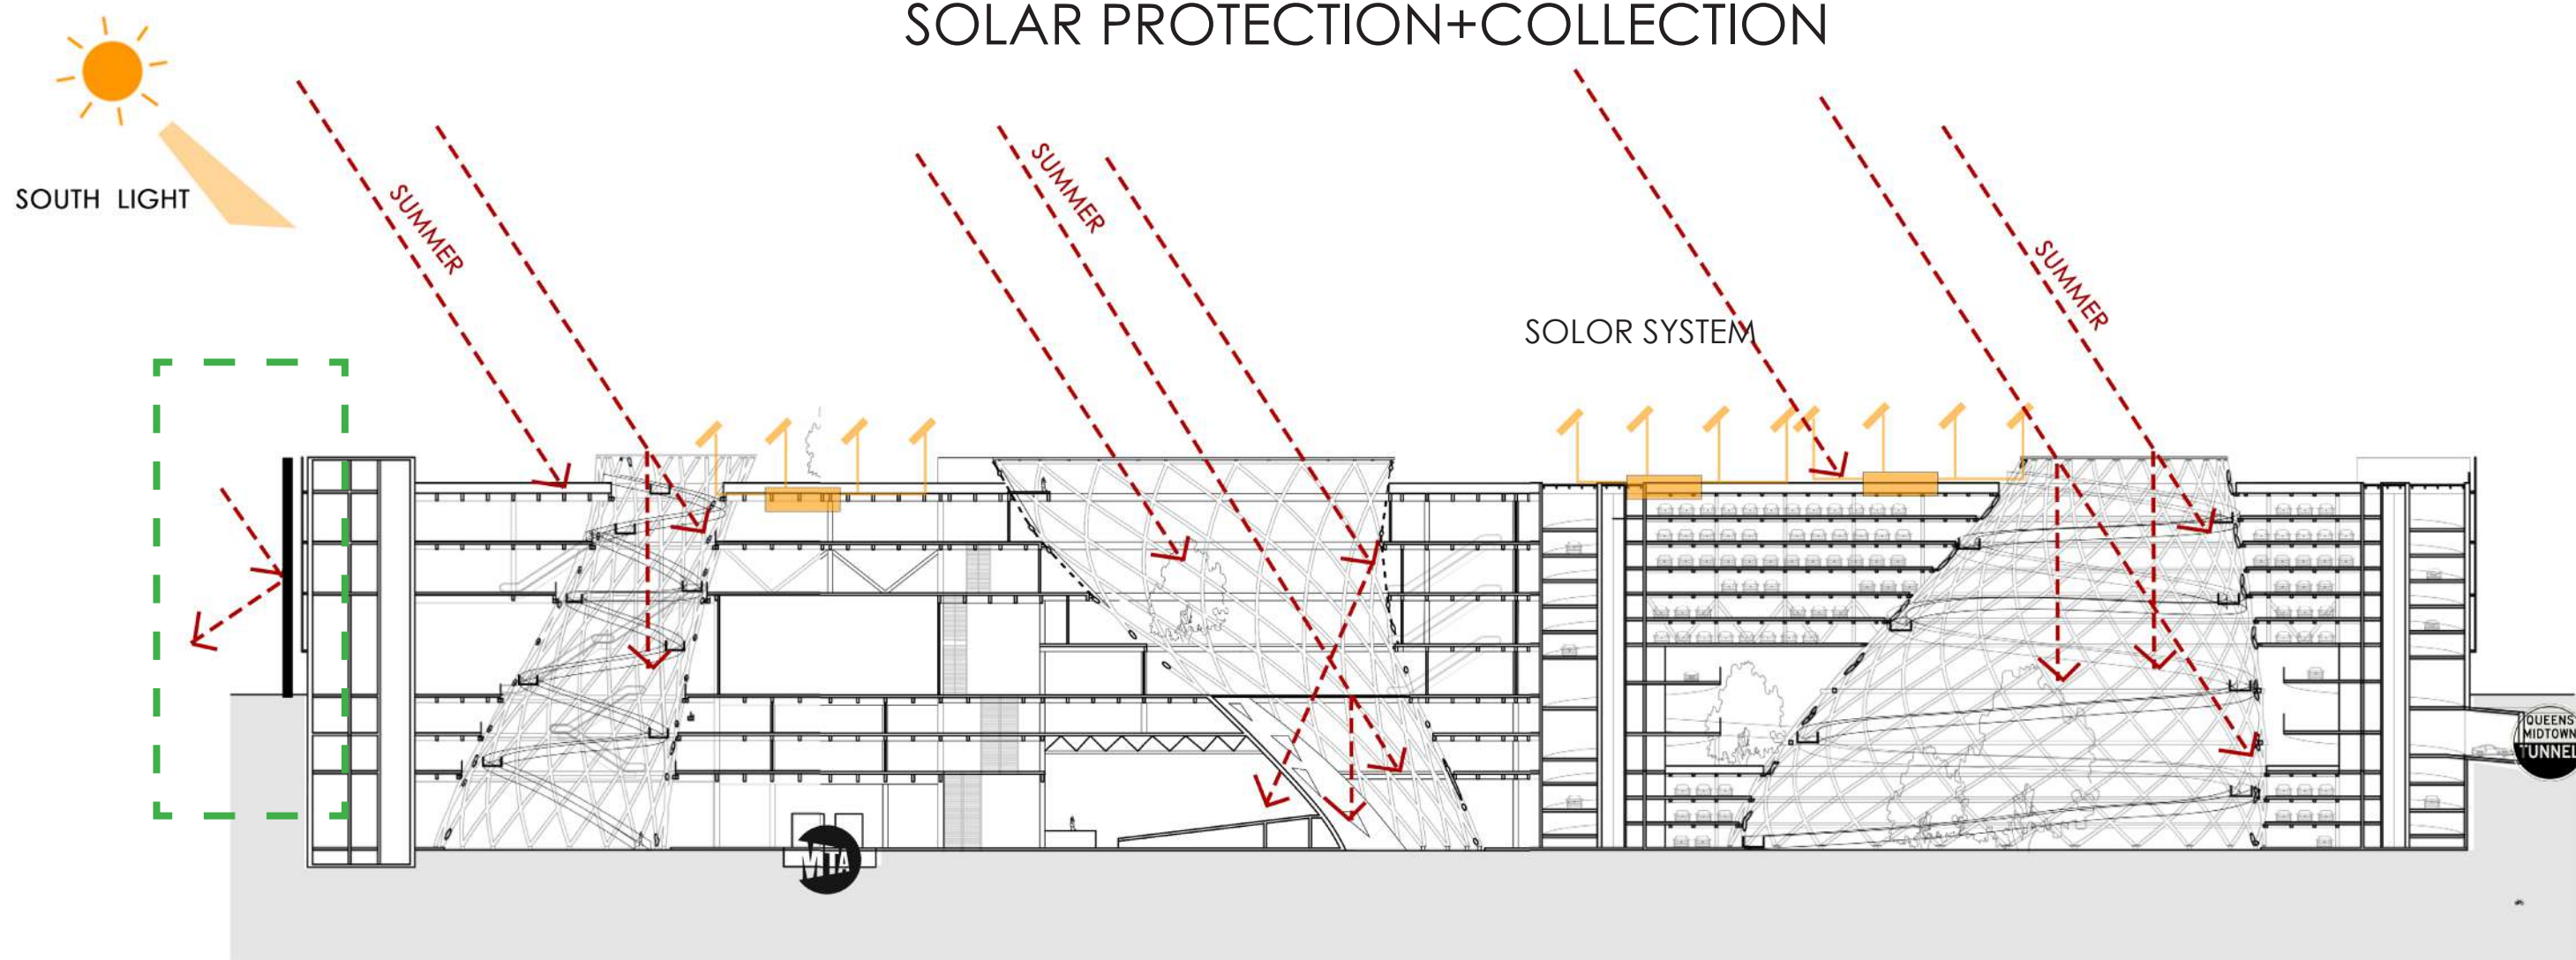 SOLAR PROTECTION+COLLECTION
SOUTH LIGHT
SUMMER
SUMMER
SUMMER
SOLOR SYSTEM
QUEENS
MIDTOWN
TUNNEL
MTA